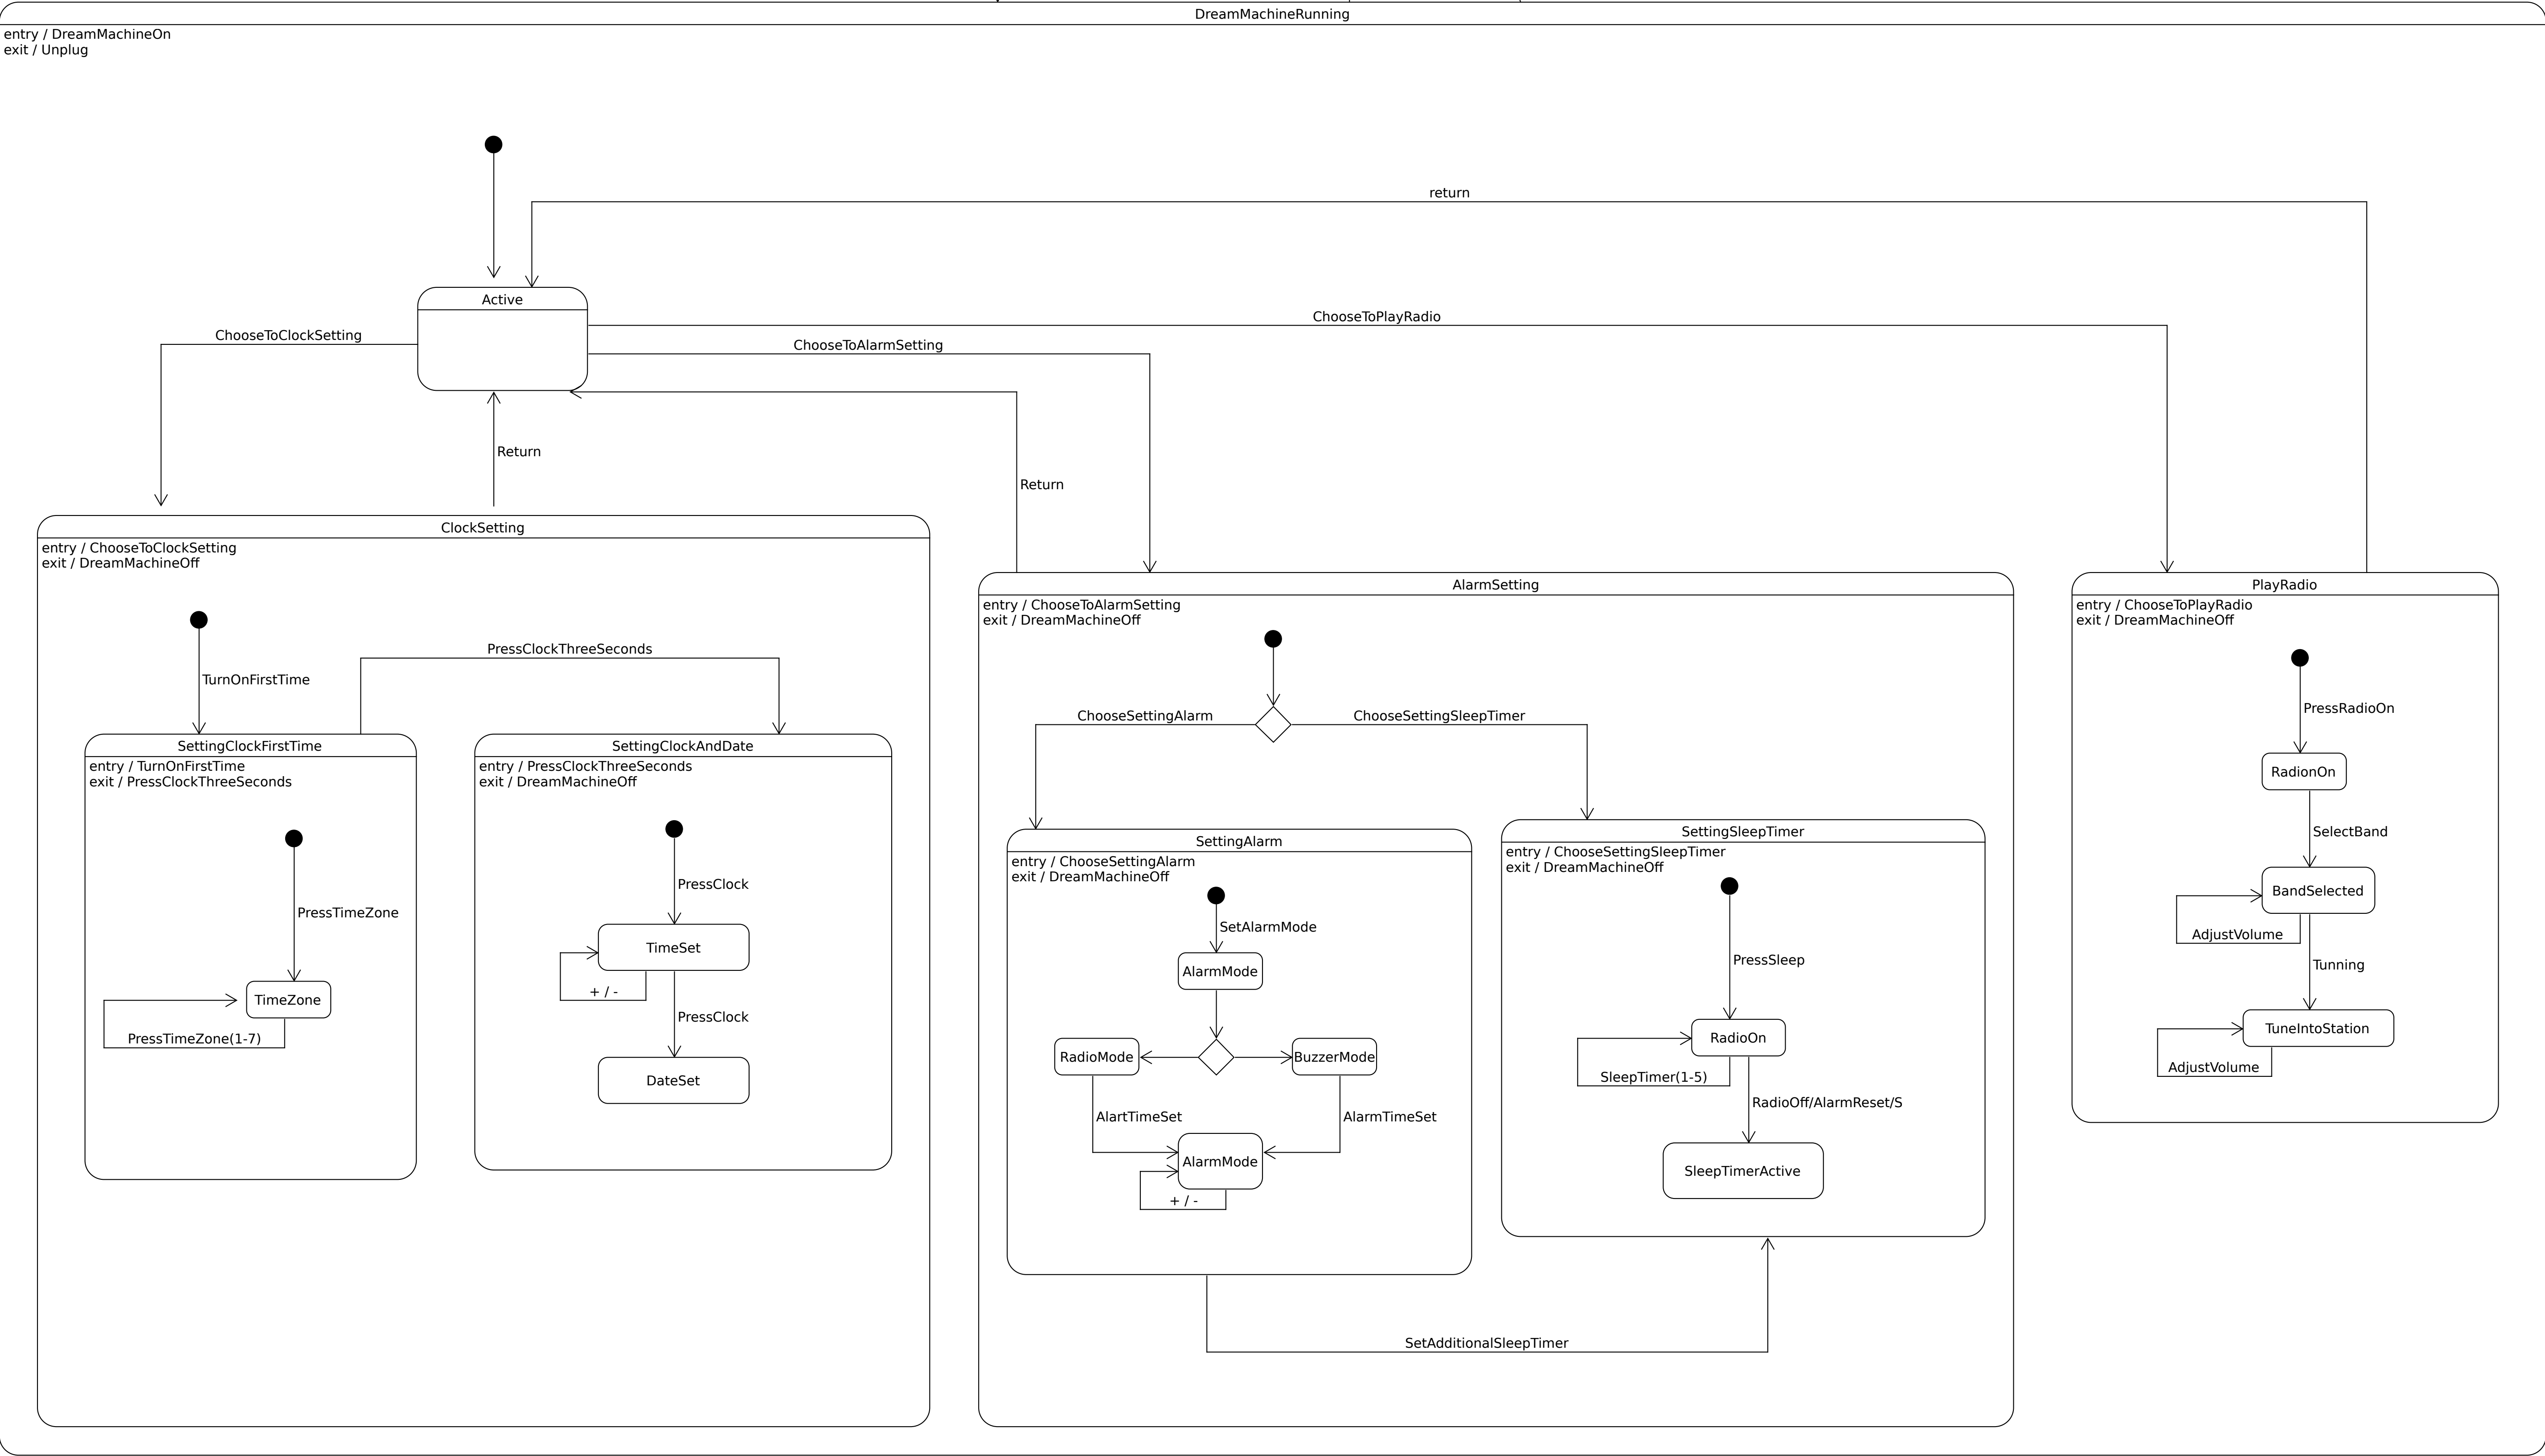 DreamMachineRunning
entry / DreamMachineOn
exit / Unplug
return
Active
ChooseToPlayRadio
ChooseToClockSetting
ChooseToAlarmSetting
Return
Return
ClockSetting
entry / ChooseToClockSetting
exit / DreamMachineOff
TurnOnFirstTime
PressClockThreeSeconds
SettingClockFirstTime
entry / TurnOnFirstTime
exit / PressClockThreeSeconds
PressTimeZone
TimeZone
PressTimeZone(1-7)
SettingClockAndDate
entry / PressClockThreeSeconds
exit / DreamMachineOff
PressClock
TimeSet
+ / -
PressClock
DateSet
AlarmSetting
entry / ChooseToAlarmSetting
exit / DreamMachineOff
ChooseSettingAlarm
ChooseSettingSleepTimer
SettingAlarm
entry / ChooseSettingAlarm
exit / DreamMachineOff
SetAlarmMode
AlarmMode
RadioMode
BuzzerMode
AlartTimeSet
AlarmTimeSet
AlarmMode
+ / -
SettingSleepTimer
entry / ChooseSettingSleepTimer
exit / DreamMachineOff
PressSleep
RadioOn
SleepTimer(1-5)
RadioOff/AlarmReset/S
SleepTimerActive
SetAdditionalSleepTimer
PlayRadio
entry / ChooseToPlayRadio
exit / DreamMachineOff
PressRadioOn
RadionOn
SelectBand
BandSelected
AdjustVolume
Tunning
TuneIntoStation
AdjustVolume